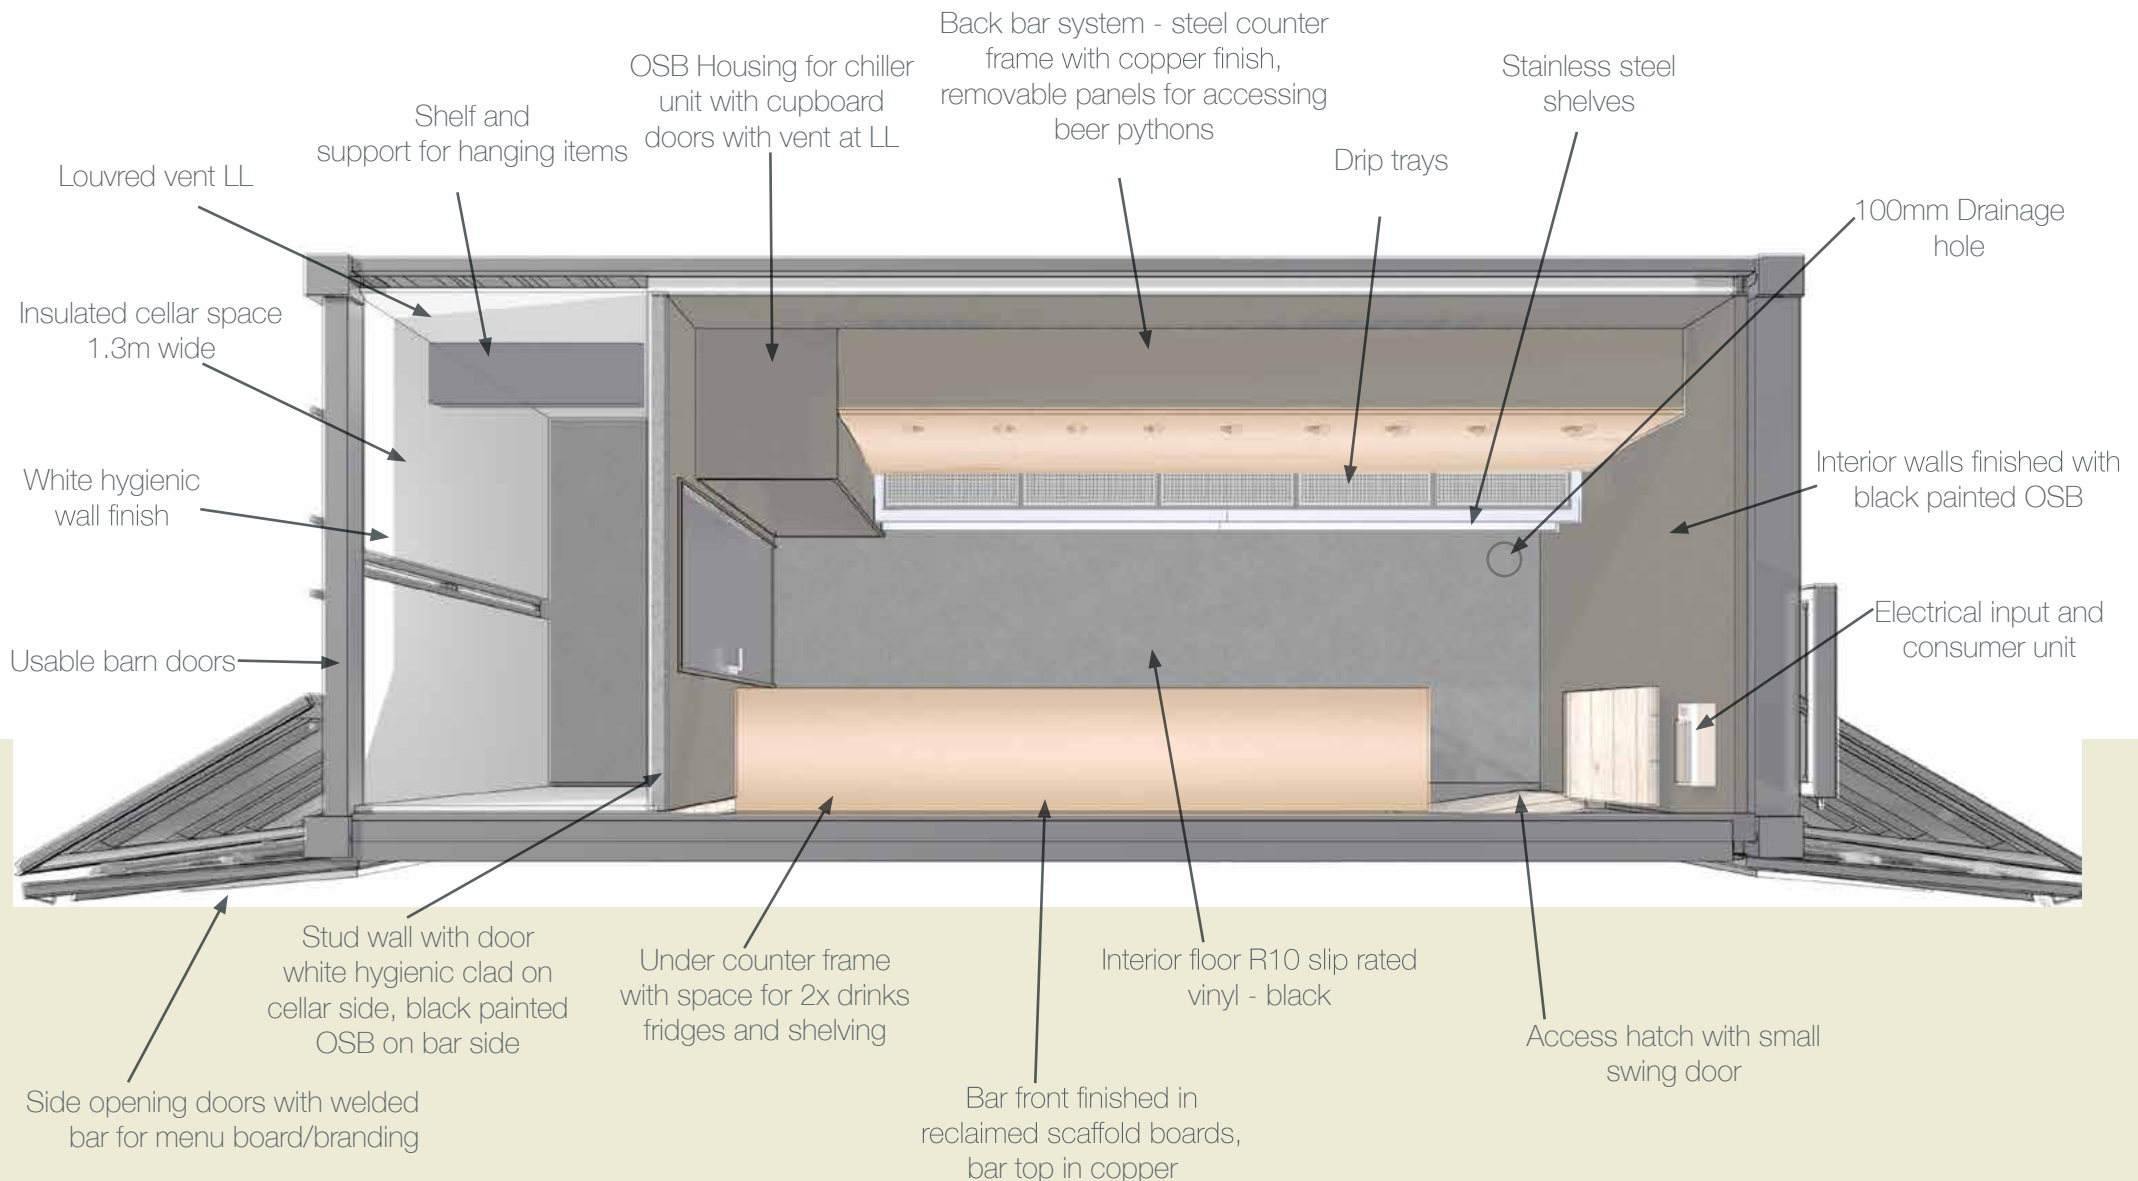 Back bar system - steel counter
frame with copper finish,
removable panels for accessing
beer pythons
OSB Housing for chiller
unit with cupboard
doors with vent at LL
Stainless steel
shelves
Shelf and
support for hanging items
Drip trays
Louvred vent LL
100mm Drainage
hole
Insulated cellar space
1.3m wide
White hygienic
wall finish
Interior walls finished with
black painted OSB
Electrical input and
consumer unit
Usable barn doors
Stud wall with door
white hygienic clad on
cellar side, black painted
OSB on bar side
Under counter frame
with space for 2x drinks
fridges and shelving
Interior floor R10 slip rated
vinyl - black
Access hatch with small
swing door
Side opening doors with welded
bar for menu board/branding
Bar front finished in
reclaimed scaffold boards,
bar top in copper